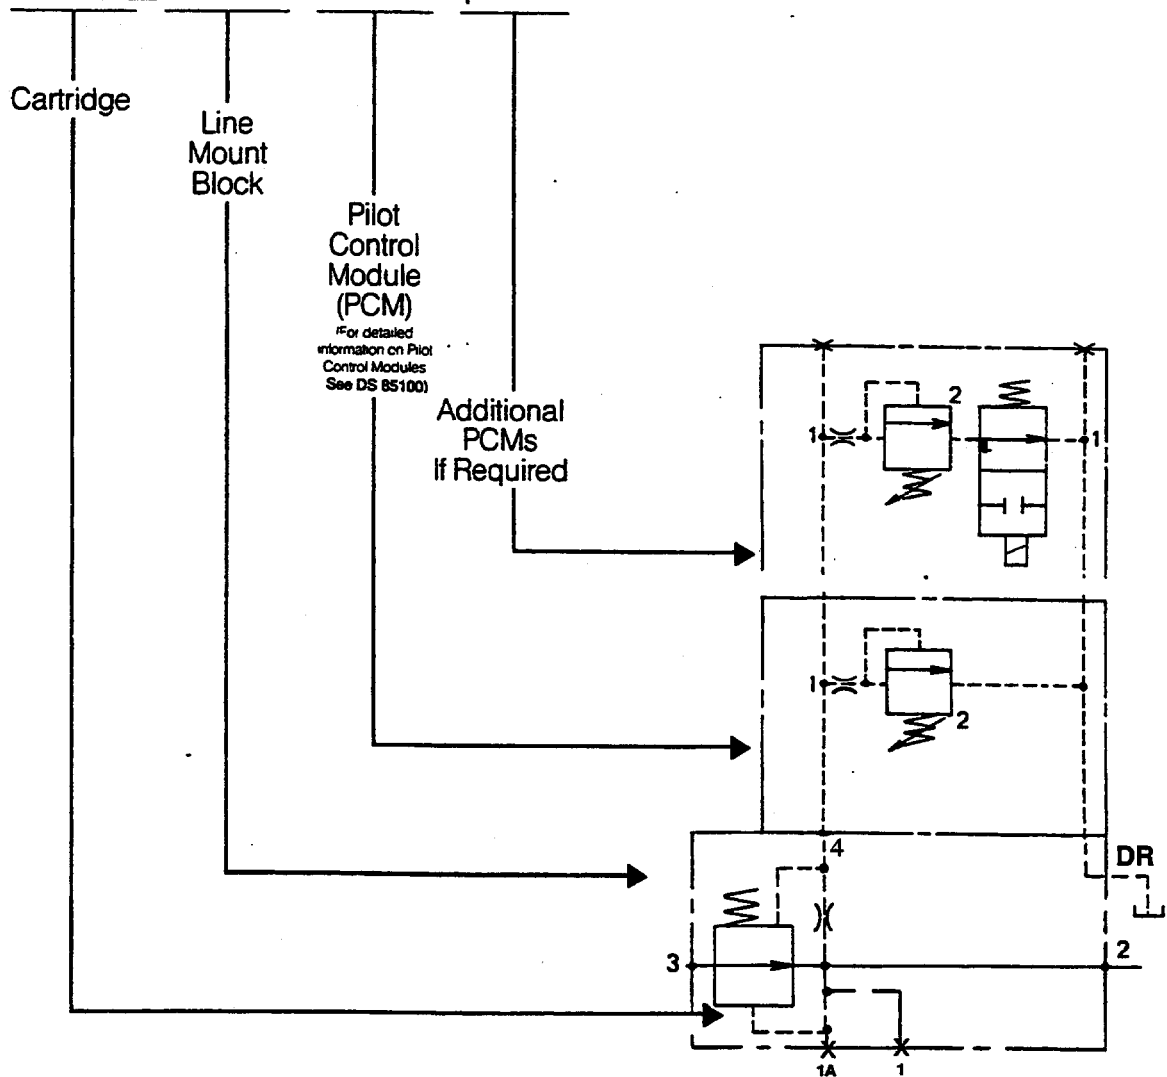 Cartridge
Line
Mount
Block
Pilot
Control
Module
(PCM)
(For detailed
information on Pilot
Control Modules
See DS 85100)
Additional
PCMs
If Required
2
1
1
1
2
4
DR
3
2
1A
1